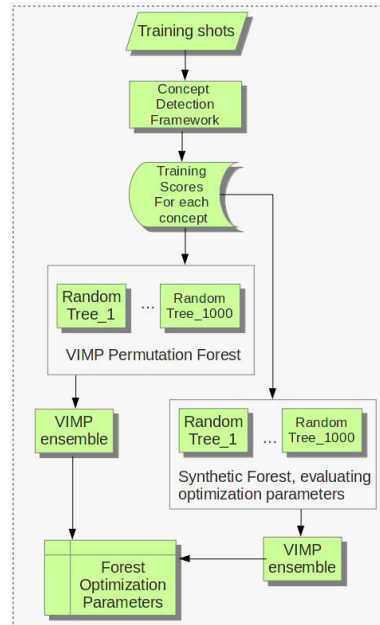 Training shots
Concept
Detection
Framework
Training
Scores
For each
concept
Random
Tree_1
...
Random
Tree_1000
VIMP Permutation Forest
VIMP
ensemble
Random
Tree_1
...
Random
Tree_1000
Synthetic Forest, evaluating
optimization parameters
VIMP
ensemble
Forest
Optimization
Parameters